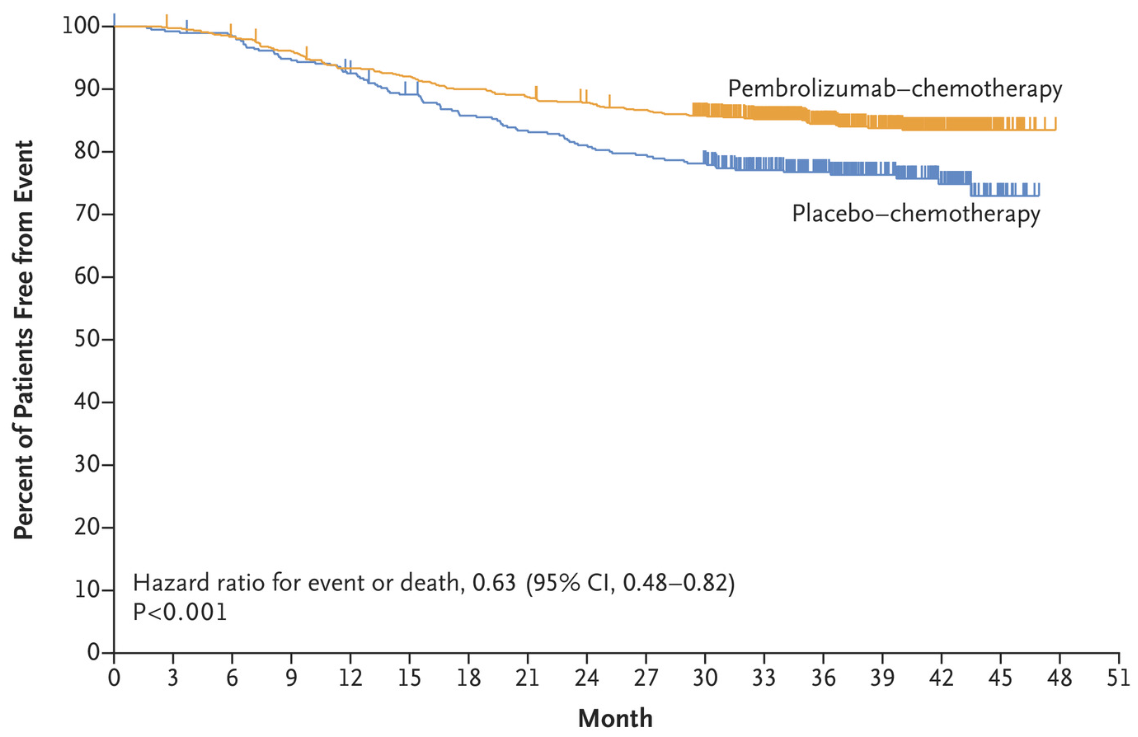 100
90
80
70
60
50
40
30
20
10
0
Percent of Patients Free from Event
Pembrolizumab–chemotherapy
Placebo–chemotherapy
Hazard ratio for event or death, 0.63 (95% CI, 0.48–0.82)
P<0.001
0 3 6 9 12 15 18 21 24 27 30 33 36 39 42 45 48 51
Month